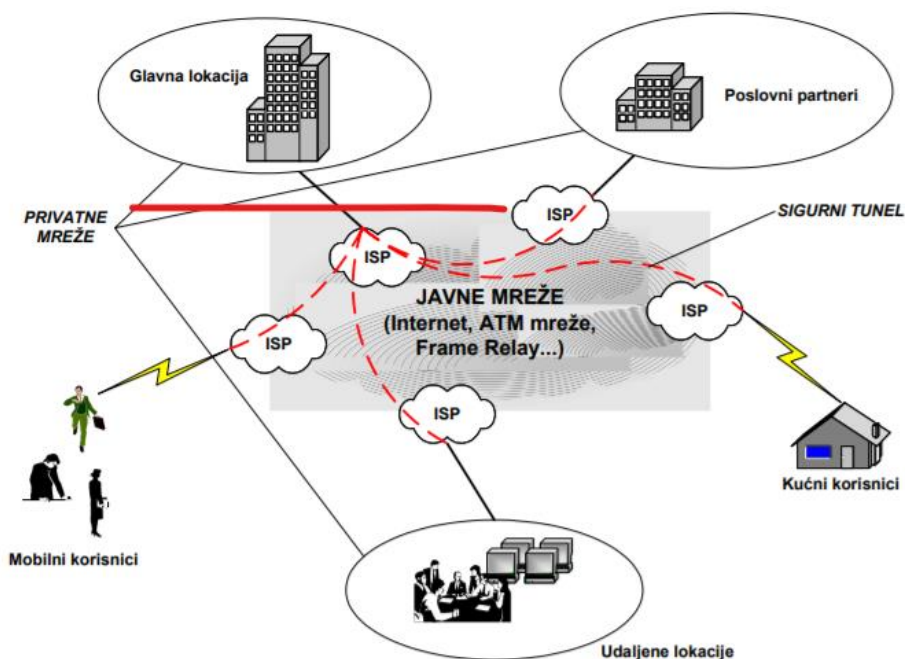 Glavna lokacija
Poslovni partneri
PRIVATNE
MREŽE
ISP
SIGURNI TUNEL
ISP
JAVNE MREŽE
(Internet, ATM mreže,
Frame Relay...)
ISP
ISP
ISP
Kućni korisnici
Mobilni korisnici
Udaljene lokacije